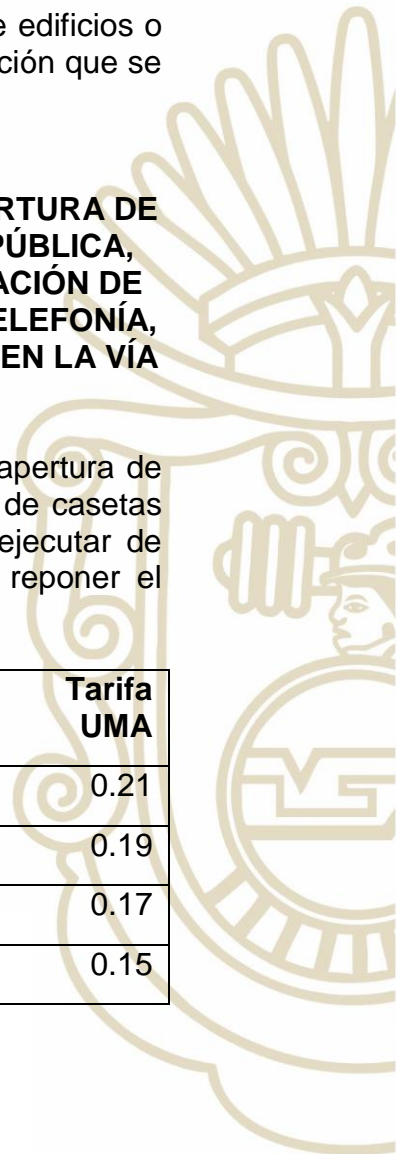 e edificios o
ción que se
RTURA DE
PÚBLICA,
ACIÓN DE
ELEFONÍA,
EN LA VÍA
apertura de
de casetas
ejecutar de
reponer el
Tarifa
UMA
0.21
0.19
0.17
0.15